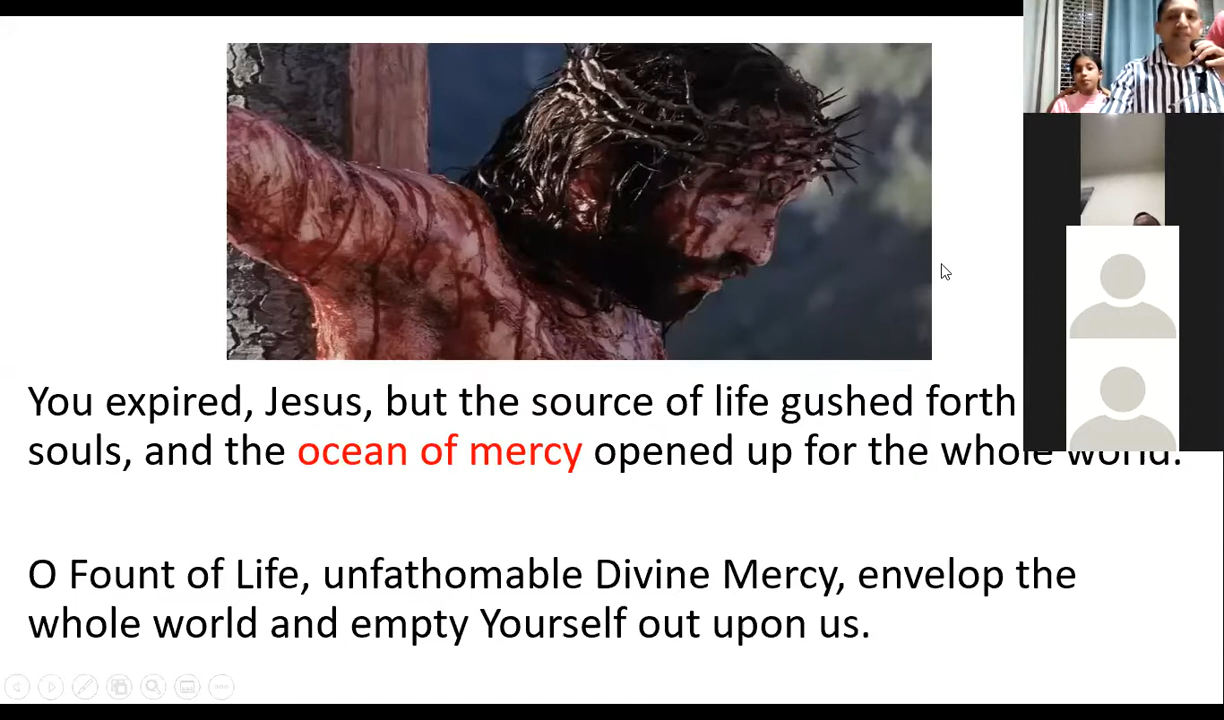 You expired, Jesus, but the source of life gushed forth
souls, and the ocean of mercy opened up for the whole world.
O Fount of Life, unfathomable Divine Mercy, envelop the
whole world and empty Yourself out upon us.